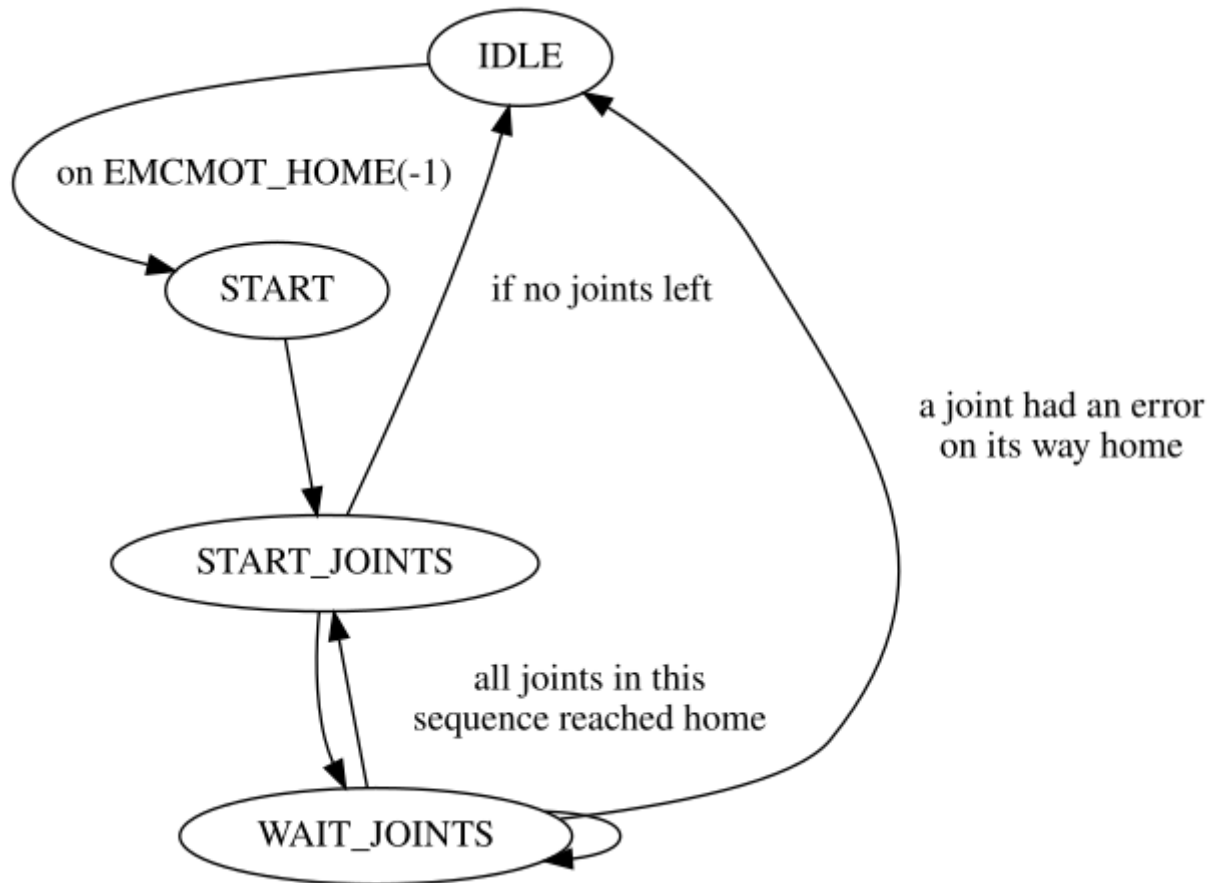 IDLE
on EMCMOT_HOME(-1)
START
if no joints left
a joint had an error
on its way home
START_JOINTS
all joints in this
sequence reached home
WAIT_JOINTS